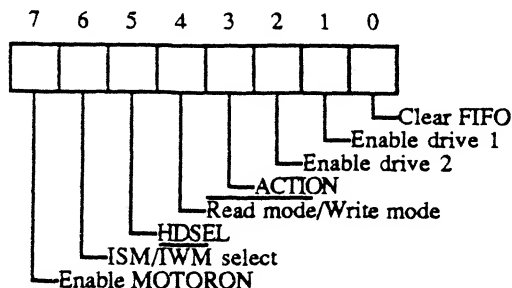 7 6 5 4 3 2 1 0
Clear FIFO
Enable drive 1
Enable drive 2
ACTION
Read mode/Write mode
HDSEL
ISM/IWM select
Enable MOTORON